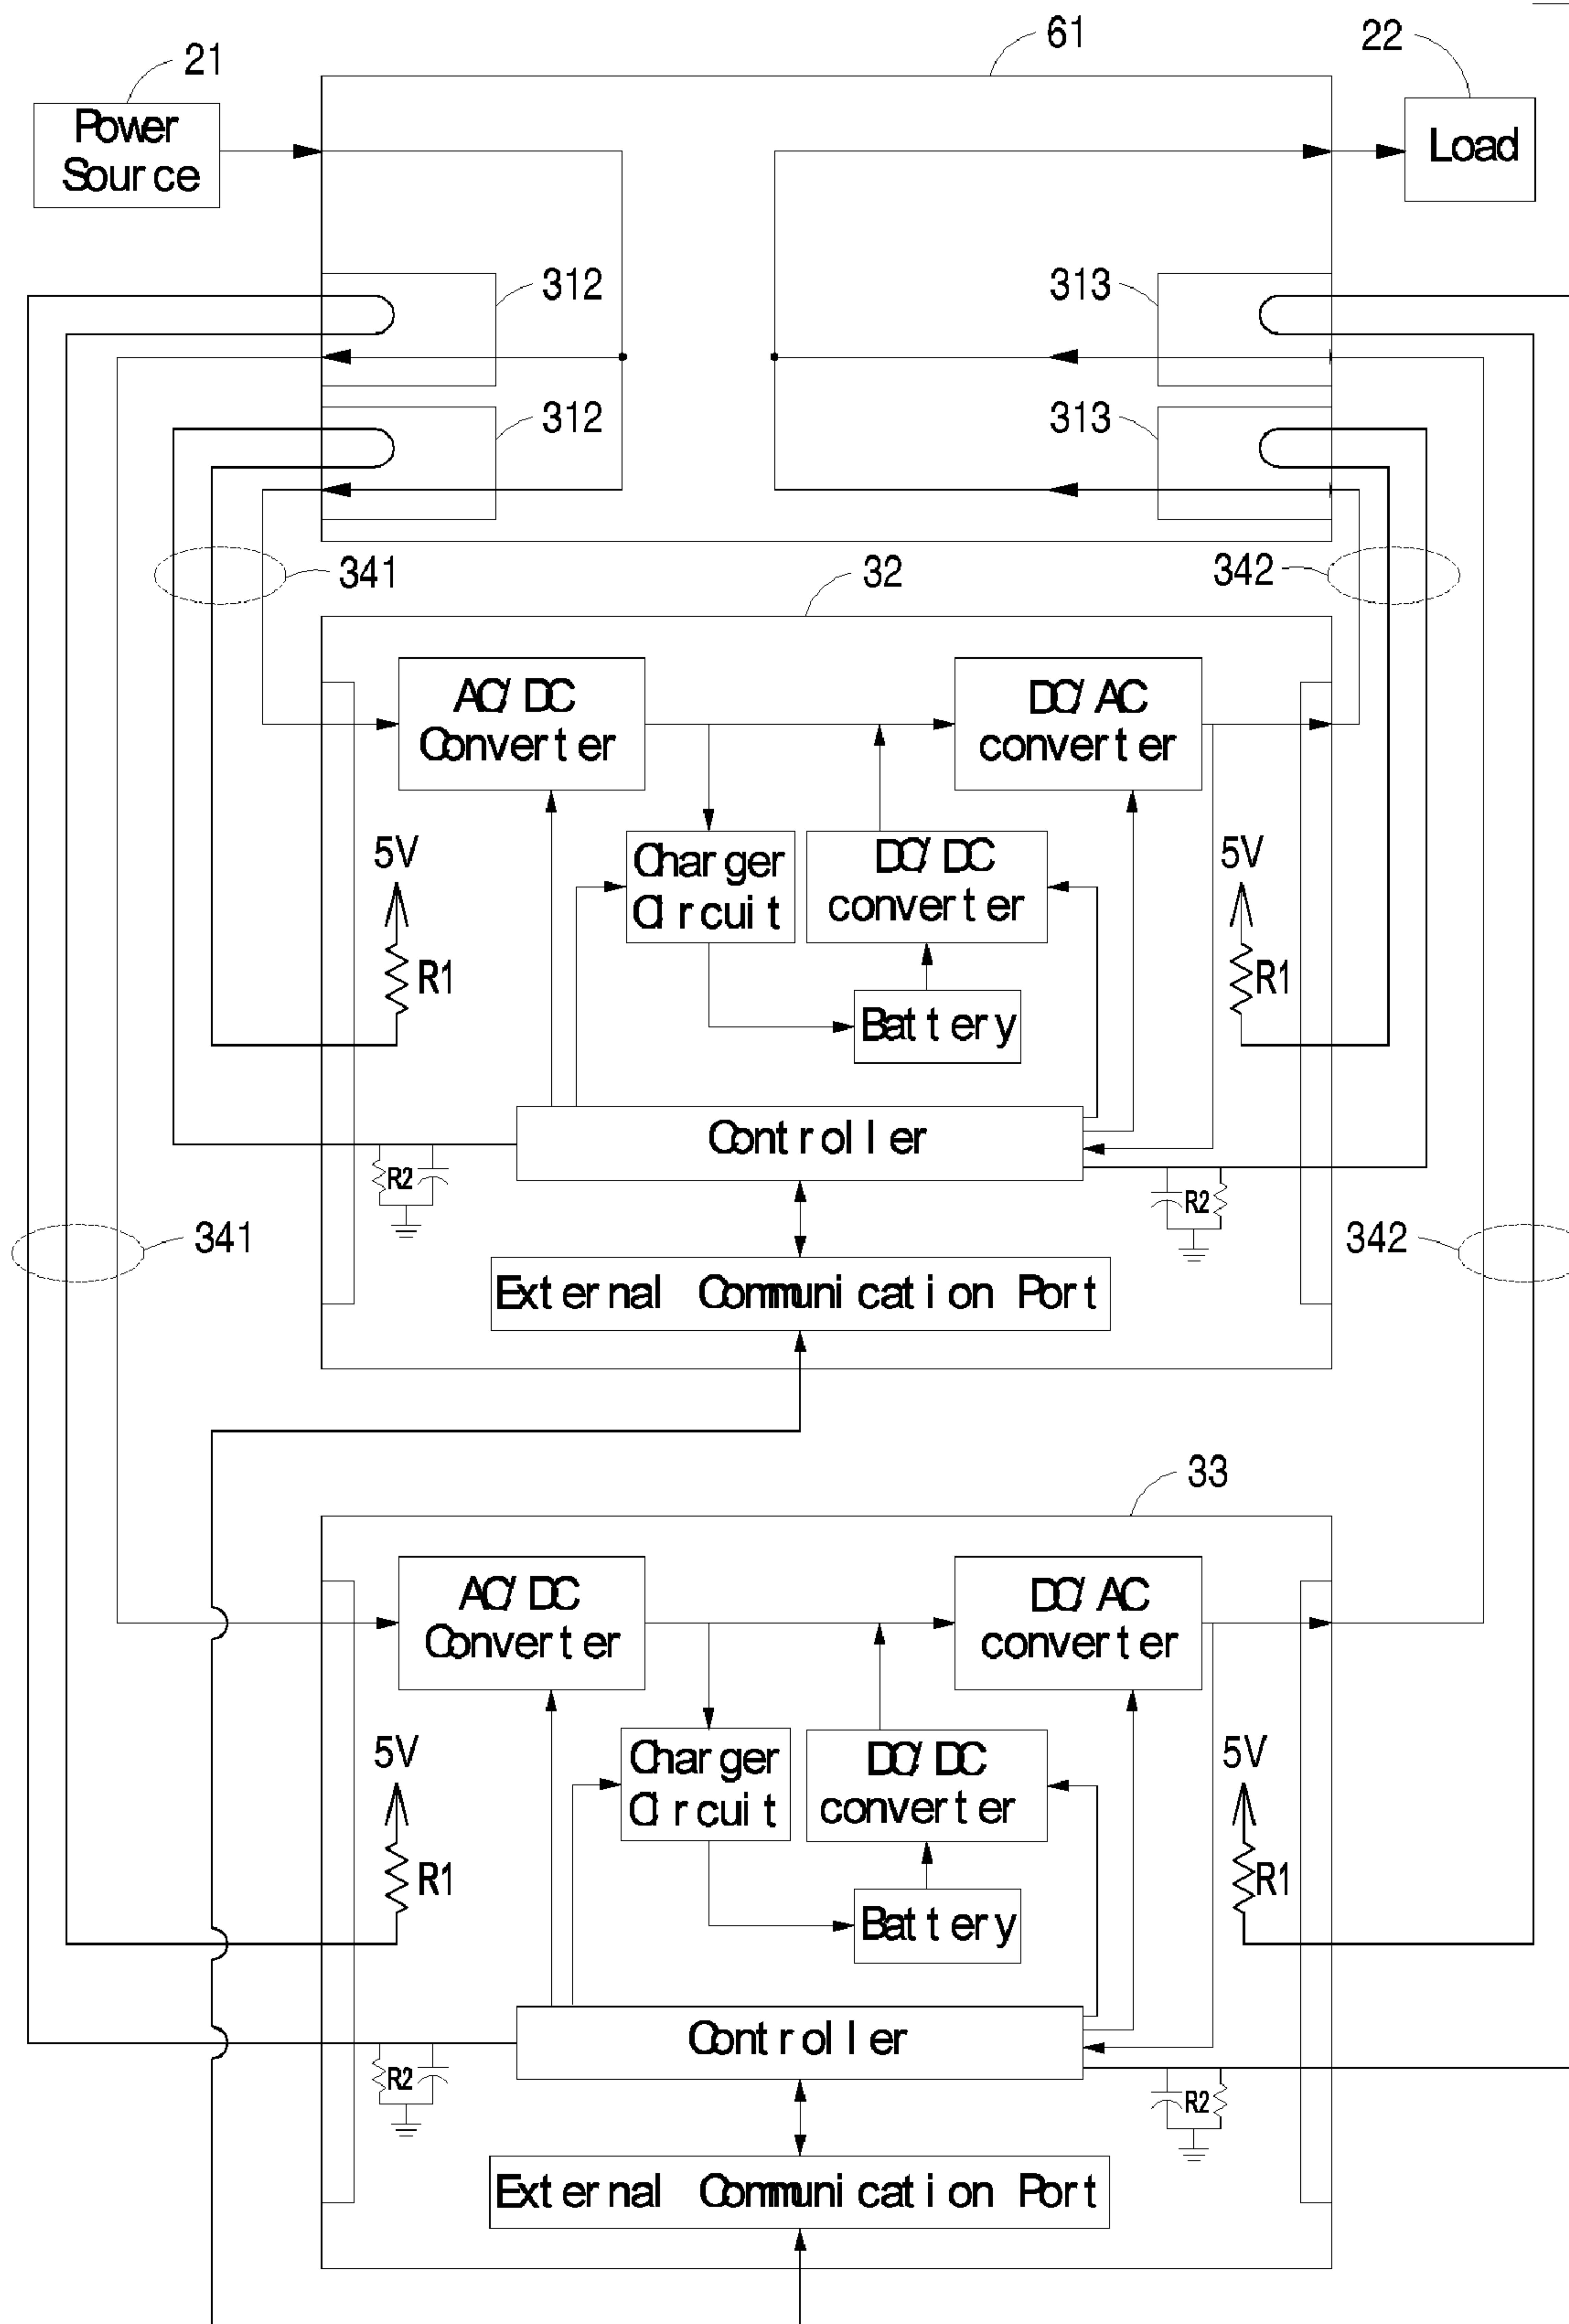 21
61
22
Power
Source
Load
312
313
312
313
341
342
32
AC/DC
Converter
DC/AC
converter
5V
Charger
Circuit
DC/DC
converter
5V
R1
R1
Battery
Controller
R2
R2
341
342
External Communication Port
33
AC/DC
Converter
DC/AC
converter
5V
Charger
Circuit
DC/DC
converter
5V
R1
R1
Battery
Controller
R2
R2
External Communication Port